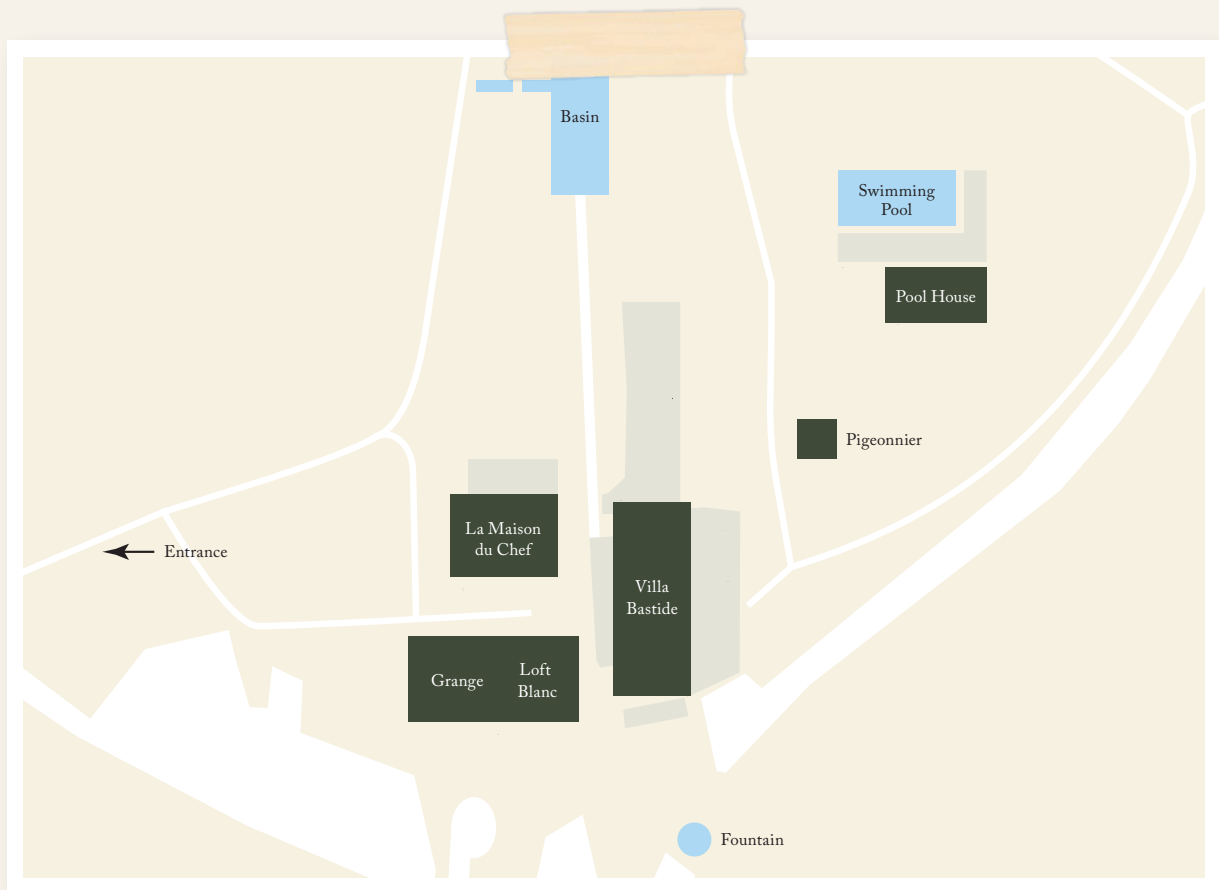 Basin
Swimming
Pool
Pool House
Pigeonnier
La Maison
du Chef
Entrance
Villa
Bastide
Grange
Loft
Blanc
Fountain